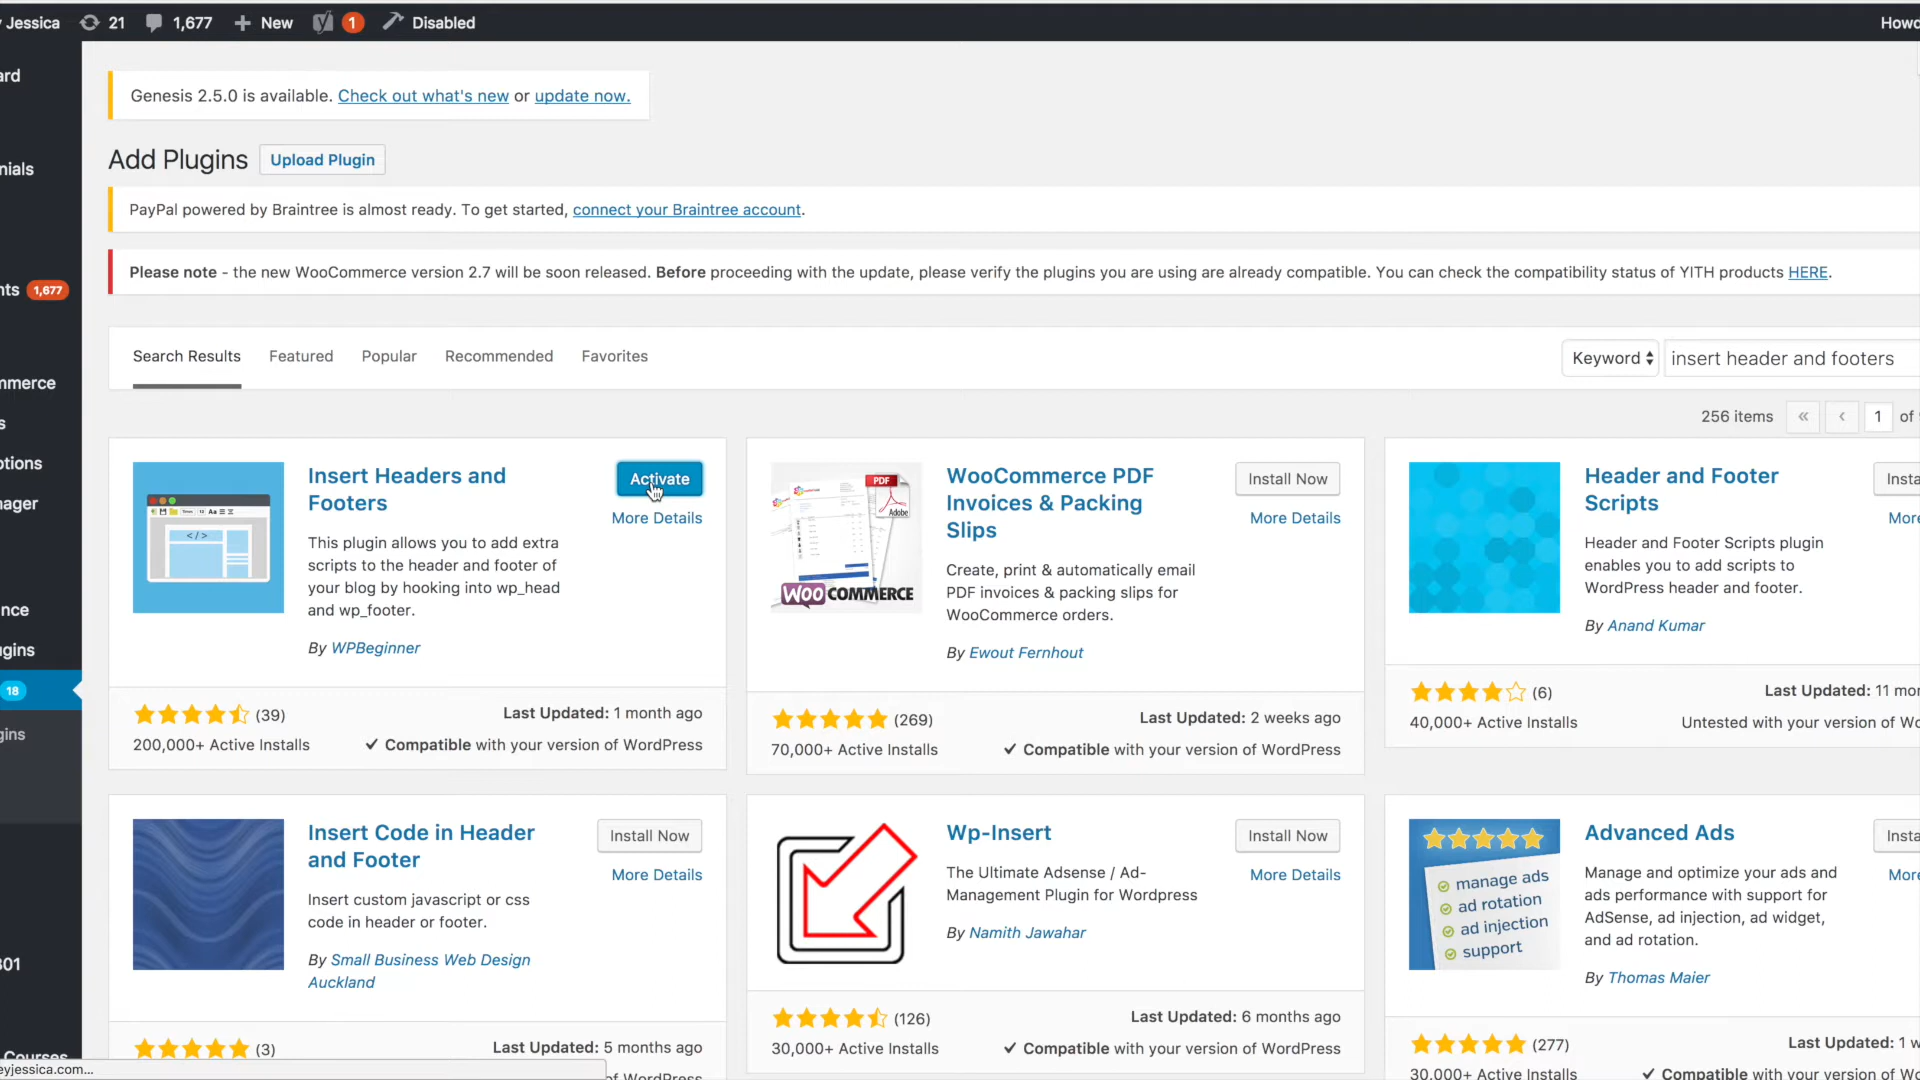 Jessica 21 1,677 + New 1 Disabled Howd
ard
nials
nts 1,677
mmerce
s
otions
ager
nce
ugins
18
gins
301
Courses
eyjessica.com...
Genesis 2.5.0 is available. Check out what's new or update now.
Add Plugins Upload Plugin
PayPal powered by Braintree is almost ready. To get started, connect your Braintree account.
Please note - the new WooCommerce version 2.7 will be soon released. Before proceeding with the update, please verify the plugins you are using are already compatible. You can check the compatibility status of YITH products HERE.
Search Results Featured Popular Recommended Favorites Keyword insert header and footers
256 items « ‹ 1 of
Insert Headers and
Footers
Activate
More Details
This plugin allows you to add extra
scripts to the header and footer of
your blog by hooking into wp_head
and wp_footer.
By WPBeginner
(39)
Last Updated: 1 month ago
200,000+ Active Installs
✓ Compatible with your version of WordPress
PDF
Adobe
WOOCOMMERCE
WooCommerce PDF
Invoices & Packing
Slips
Install Now
More Details
Create, print & automatically email
PDF invoices & packing slips for
WooCommerce orders.
By Ewout Fernhout
(269)
Last Updated: 2 weeks ago
70,000+ Active Installs
✓ Compatible with your version of WordPress
Header and Footer
Scripts
Insta
More
Header and Footer Scripts plugin
enables you to add scripts to
WordPress header and footer.
By Anand Kumar
(6)
Last Updated: 11 mon
40,000+ Active Installs
Untested with your version of Wo
Insert Code in Header
and Footer
Install Now
More Details
Insert custom javascript or css
code in header or footer.
By Small Business Web Design
Auckland
(3)
Last Updated: 5 months ago
of WordPress
Wp-Insert
Install Now
More Details
The Ultimate Adsense / Ad-
Management Plugin for Wordpress
By Namith Jawahar
(126)
Last Updated: 6 months ago
30,000+ Active Installs
✓ Compatible with your version of WordPress
manage ads
ad rotation
ad injection
support
Advanced Ads
Insta
More
Manage and optimize your ads and
ads performance with support for
AdSense, ad injection, ad widget,
and ad rotation.
By Thomas Maier
(277)
Last Updated: 1 w
30,000+ Active Installs
✓ Compatible with your version of Wo